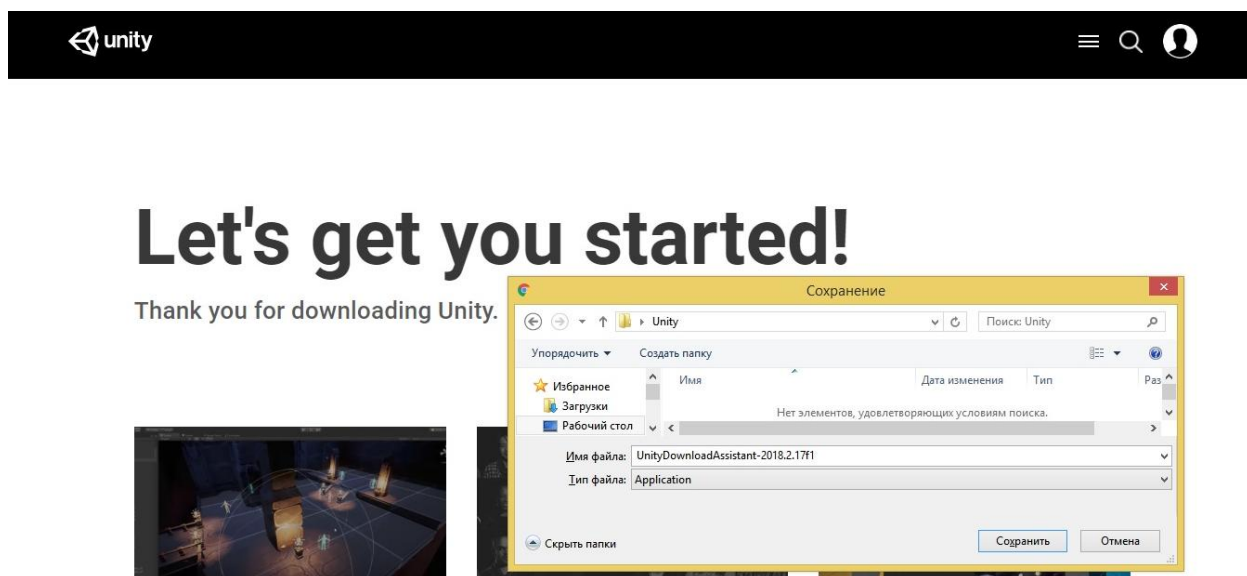 unity
Let's get you started!
Thank you for downloading Unity.
Сохранение
Unity
Поиск: Unity
Упорядочить
Создать папку
Избранное
Загрузки
Рабочий стол
Имя
Дата изменения
Тип
Раз
Нет элементов, удовлетворяющих условиям поиска.
Имя файла: UnityDownloadAssistant-2018.2.17f1
Тип файла: Application
Скрыть папки
Сохранить
Отмена